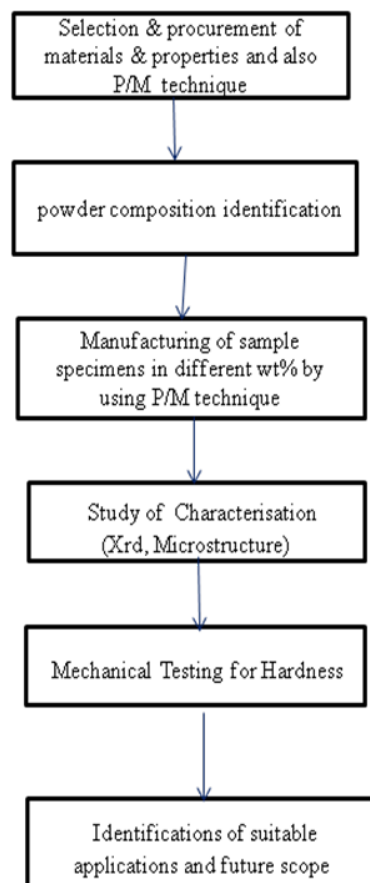 Selection & procurement of
materials & properties and also
P/M technique
powder composition identification
Manufacturing of sample
specimens in different wt% by
using P/M technique
Study of Characterisation
(Xrd, Microstructure)
Mechanical Testing for Hardness
Identifications of suitable
applications and future scope